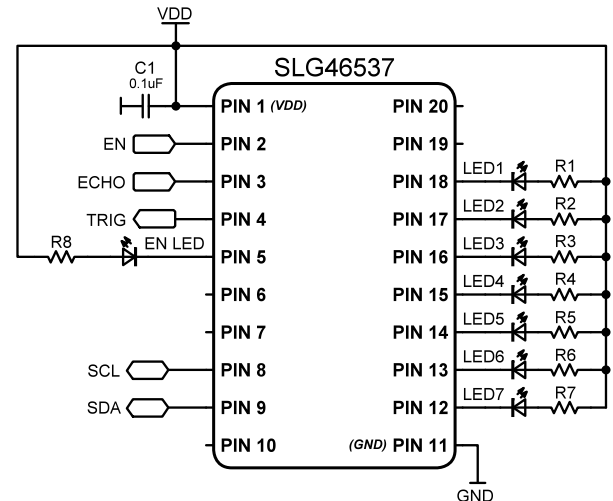 VDD
SLG46537
C1
0.1uF
PIN 1 (VDD)
PIN 20
EN
PIN 2
PIN 19
ECHO
PIN 3
PIN 18
LED1
R1
TRIG
PIN 4
PIN 17
LED2
R2
R8
EN LED
PIN 5
PIN 16
LED3
R3
PIN 6
PIN 15
LED4
R4
PIN 7
PIN 14
LED5
R5
SCL
PIN 8
PIN 13
LED6
R6
SDA
PIN 9
PIN 12
LED7
R7
PIN 10
(GND) PIN 11
GND